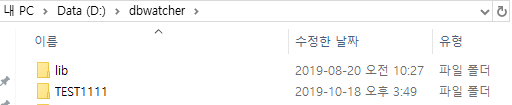 내 PC > Data (D:) > dbwatcher >
이름 수정한 날짜 유형
lib 2019-08-20 오전 10:27 파일 폴더
TEST1111 2019-10-18 오후 3:49 파일 폴더